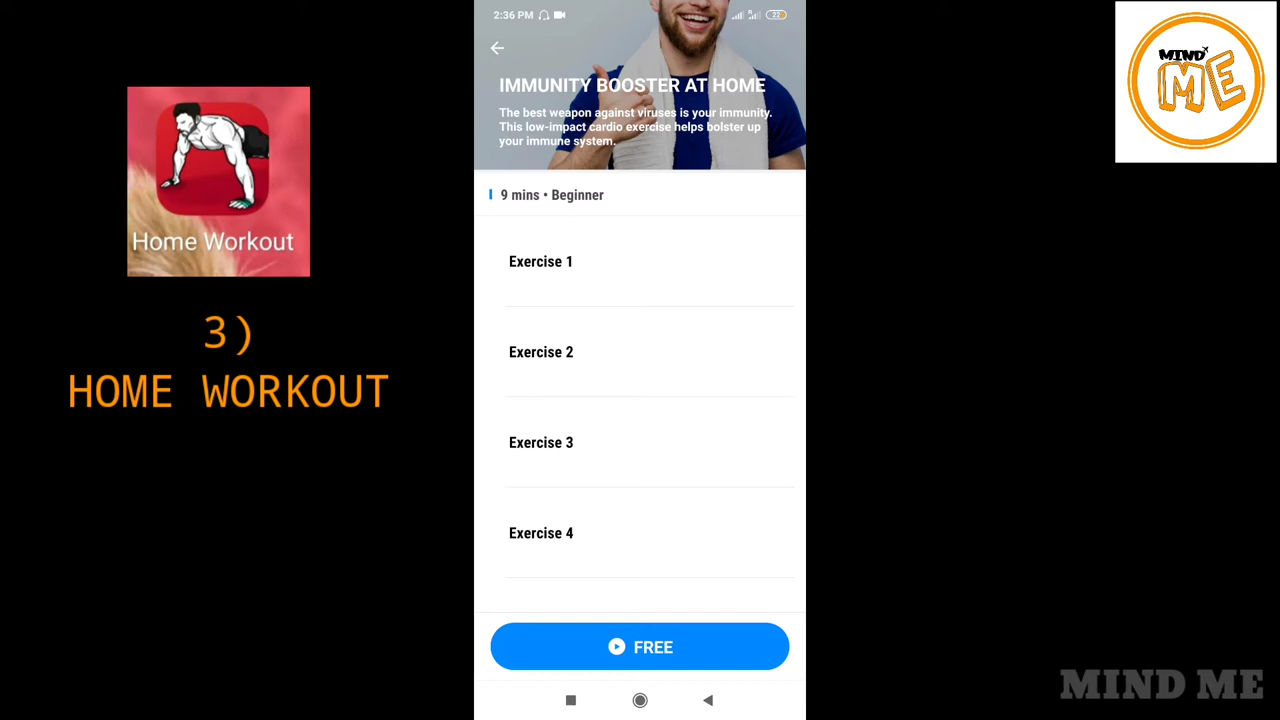 2:36 PM
22
MIND
ME
IMMUNITY BOOSTER AT HOME
The best weapon against viruses is your immunity.
This low-impact cardio exercise helps bolster up
your immune system.
9 mins • Beginner
Home Workout
3)
HOME WORKOUT
Exercise 1
Exercise 2
Exercise 3
Exercise 4
FREE
MIND ME